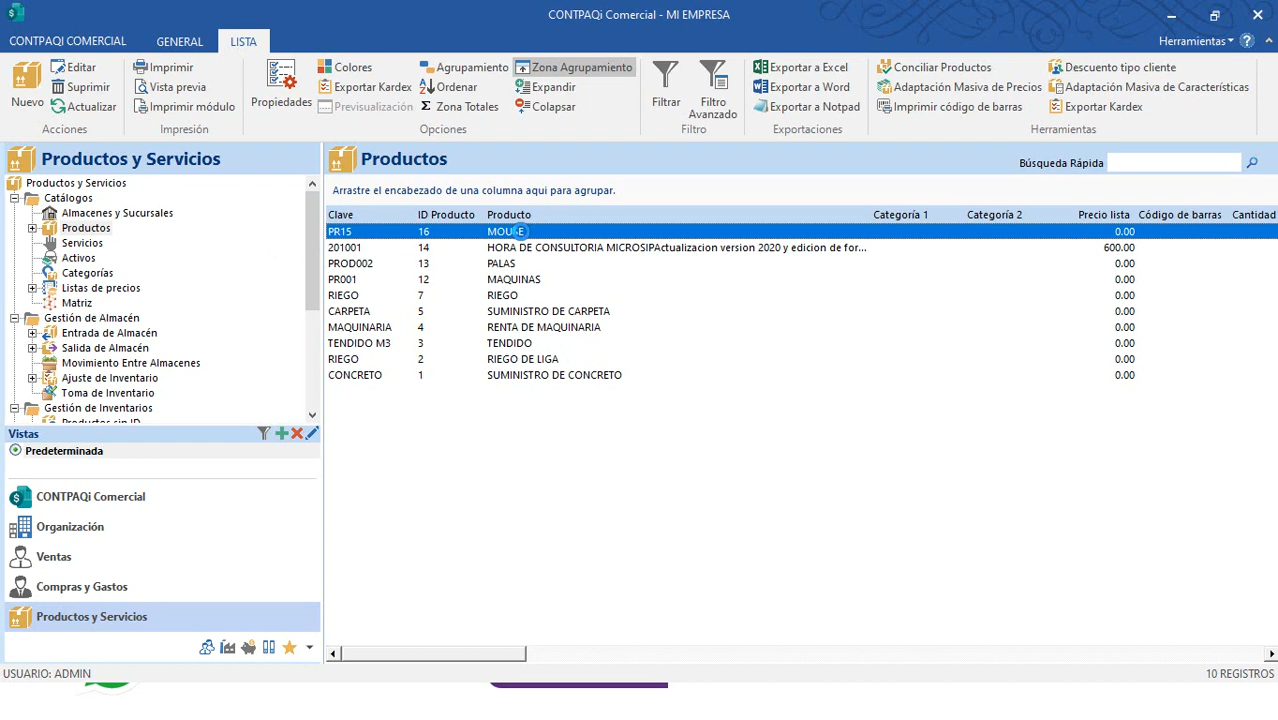 CONTPAQi Comercial - MI EMPRESA
CONTPAQI COMERCIAL GENERAL LISTA Herramientas
Nuevo Editar Suprimir Actualizar Acciones
Imprimir Vista previa Imprimir módulo Impresión
Propiedades Colores Exportar Kardex Previsualización Agrupamiento Ordenar Zona Totales Zona Agrupamiento Expandir Colapsar Opciones
Filtrar Filtro Avanzado Filtro
Exportar a Excel Exportar a Word Exportar a Notpad Exportaciones
Conciliar Productos Adaptación Masiva de Precios Imprimir código de barras Descuento tipo cliente Adaptación Masiva de Características Exportar Kardex Herramientas
Productos y Servicios
Productos y Servicios
Catálogos
Almacenes y Sucursales
Productos
Servicios
Activos
Categorías
Listas de precios
Matriz
Gestión de Almacén
Entrada de Almacén
Salida de Almacén
Movimiento Entre Almacenes
Ajuste de Inventario
Toma de Inventario
Gestión de Inventarios
Productos sin ID
Vistas
Predeterminada
CONTPAQi Comercial
Organización
Ventas
Compras y Gastos
Productos y Servicios
Productos Búsqueda Rápida
Arrastre el encabezado de una columna aqui para agrupar.
Clave ID Producto Producto Categoría 1 Categoría 2 Precio lista Código de barras Cantidad
PR15 16 MOUSE 0.00
201001 14 HORA DE CONSULTORIA MICROSIPActualizacion version 2020 y edicion de for... 600.00
PROD002 13 PALAS 0.00
PR001 12 MAQUINAS 0.00
RIEGO 7 RIEGO 0.00
CARPETA 5 SUMINISTRO DE CARPETA 0.00
MAQUINARIA 4 RENTA DE MAQUINARIA 0.00
TENDIDO M3 3 TENDIDO 0.00
RIEGO 2 RIEGO DE LIGA 0.00
CONCRETO 1 SUMINISTRO DE CONCRETO 0.00
USUARIO: ADMIN 10 REGISTROS